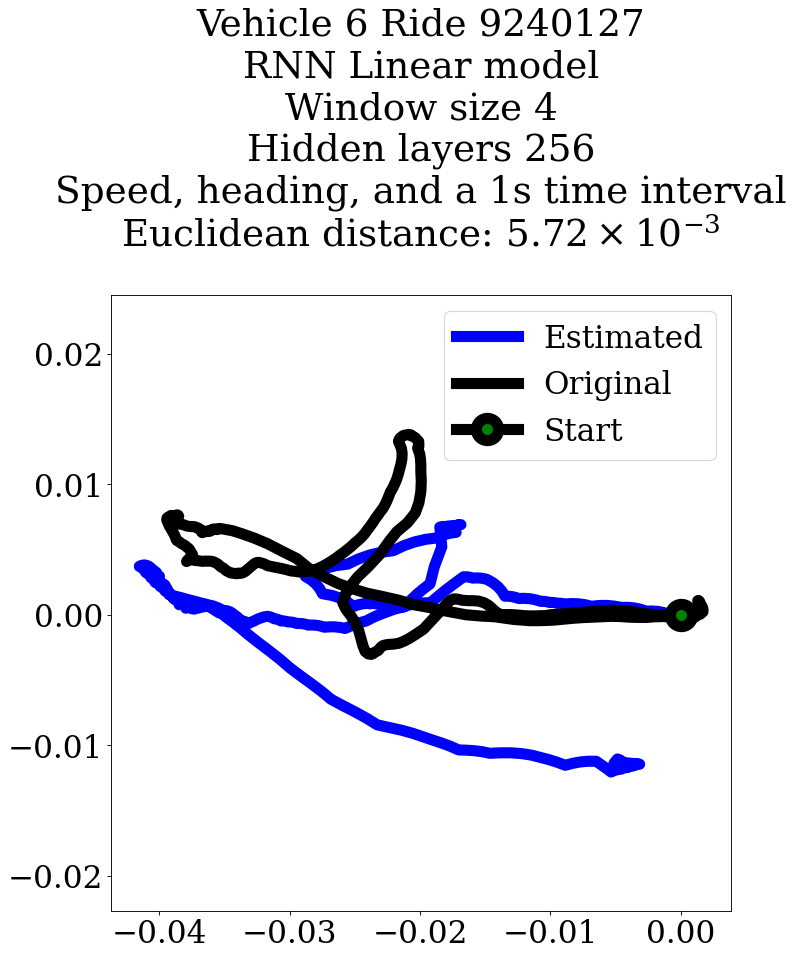 Vehicle 6 Ride 9240127
RNN Linear model
Window size 4
Hidden layers 256
Speed, heading, and a 1s time interval
Euclidean distance: 5.72 × 10⁻³
Estimated
Original
Start
0.02
0.01
0.00
−0.01
−0.02
−0.04 −0.03 −0.02 −0.01 0.00